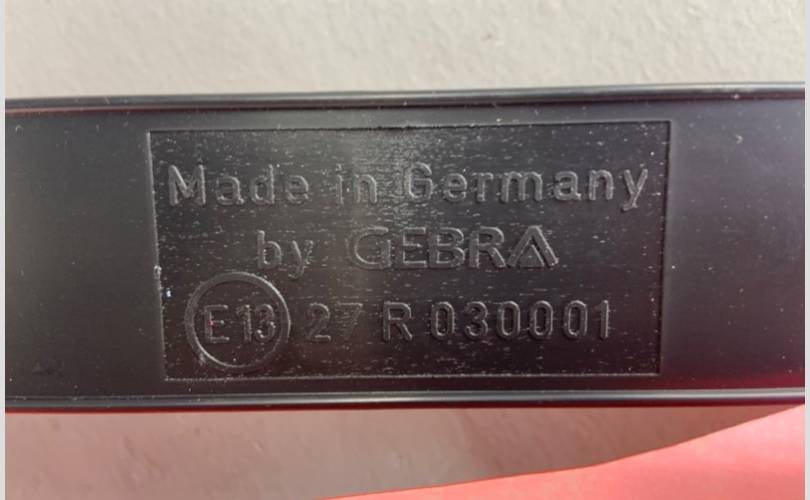 Made in Germany
by GEBRA
E13 27 R 030001